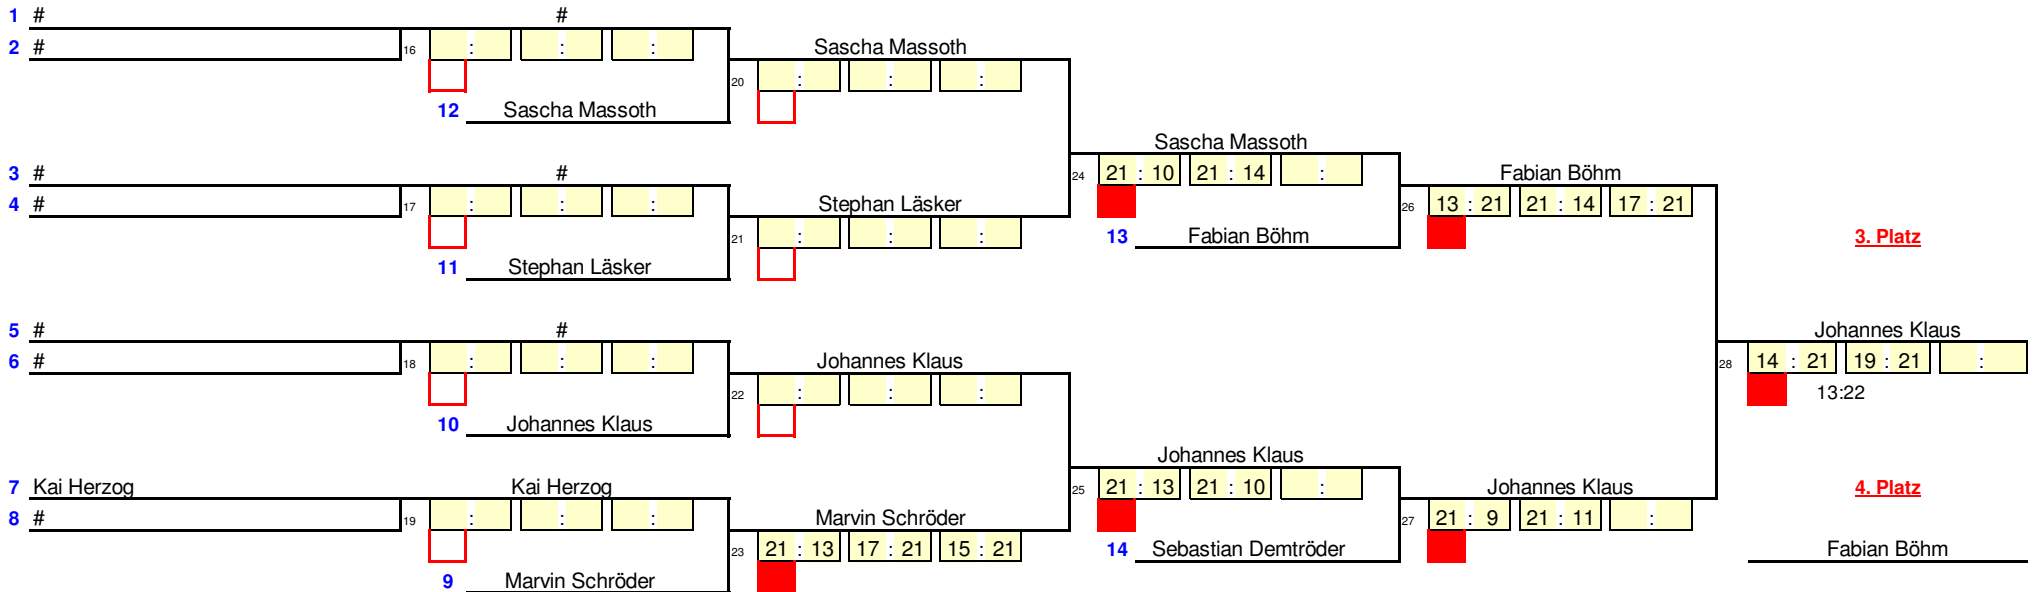 1 # #
2 # 16 : : : Sascha Massoth
20 : : :
12 Sascha Massoth
Sascha Massoth
3 # # 24 21 : 10 21 : 14 : Fabian Böhm
4 # 17 : : : Stephan Läsker 26 13 : 21 21 : 14 17 : 21
21 : : : 13 Fabian Böhm 3. Platz
11 Stephan Läsker
5 # # Johannes Klaus
6 # 18 : : : Johannes Klaus 28 14 : 21 19 : 21 :
22 : : : 13:22
10 Johannes Klaus
Johannes Klaus
7 Kai Herzog Kai Herzog 25 21 : 13 21 : 10 : Johannes Klaus 4. Platz
8 # 19 : : : Marvin Schröder 27 21 : 9 21 : 11 :
23 21 : 13 17 : 21 15 : 21 14 Sebastian Demtröder Fabian Böhm
9 Marvin Schröder